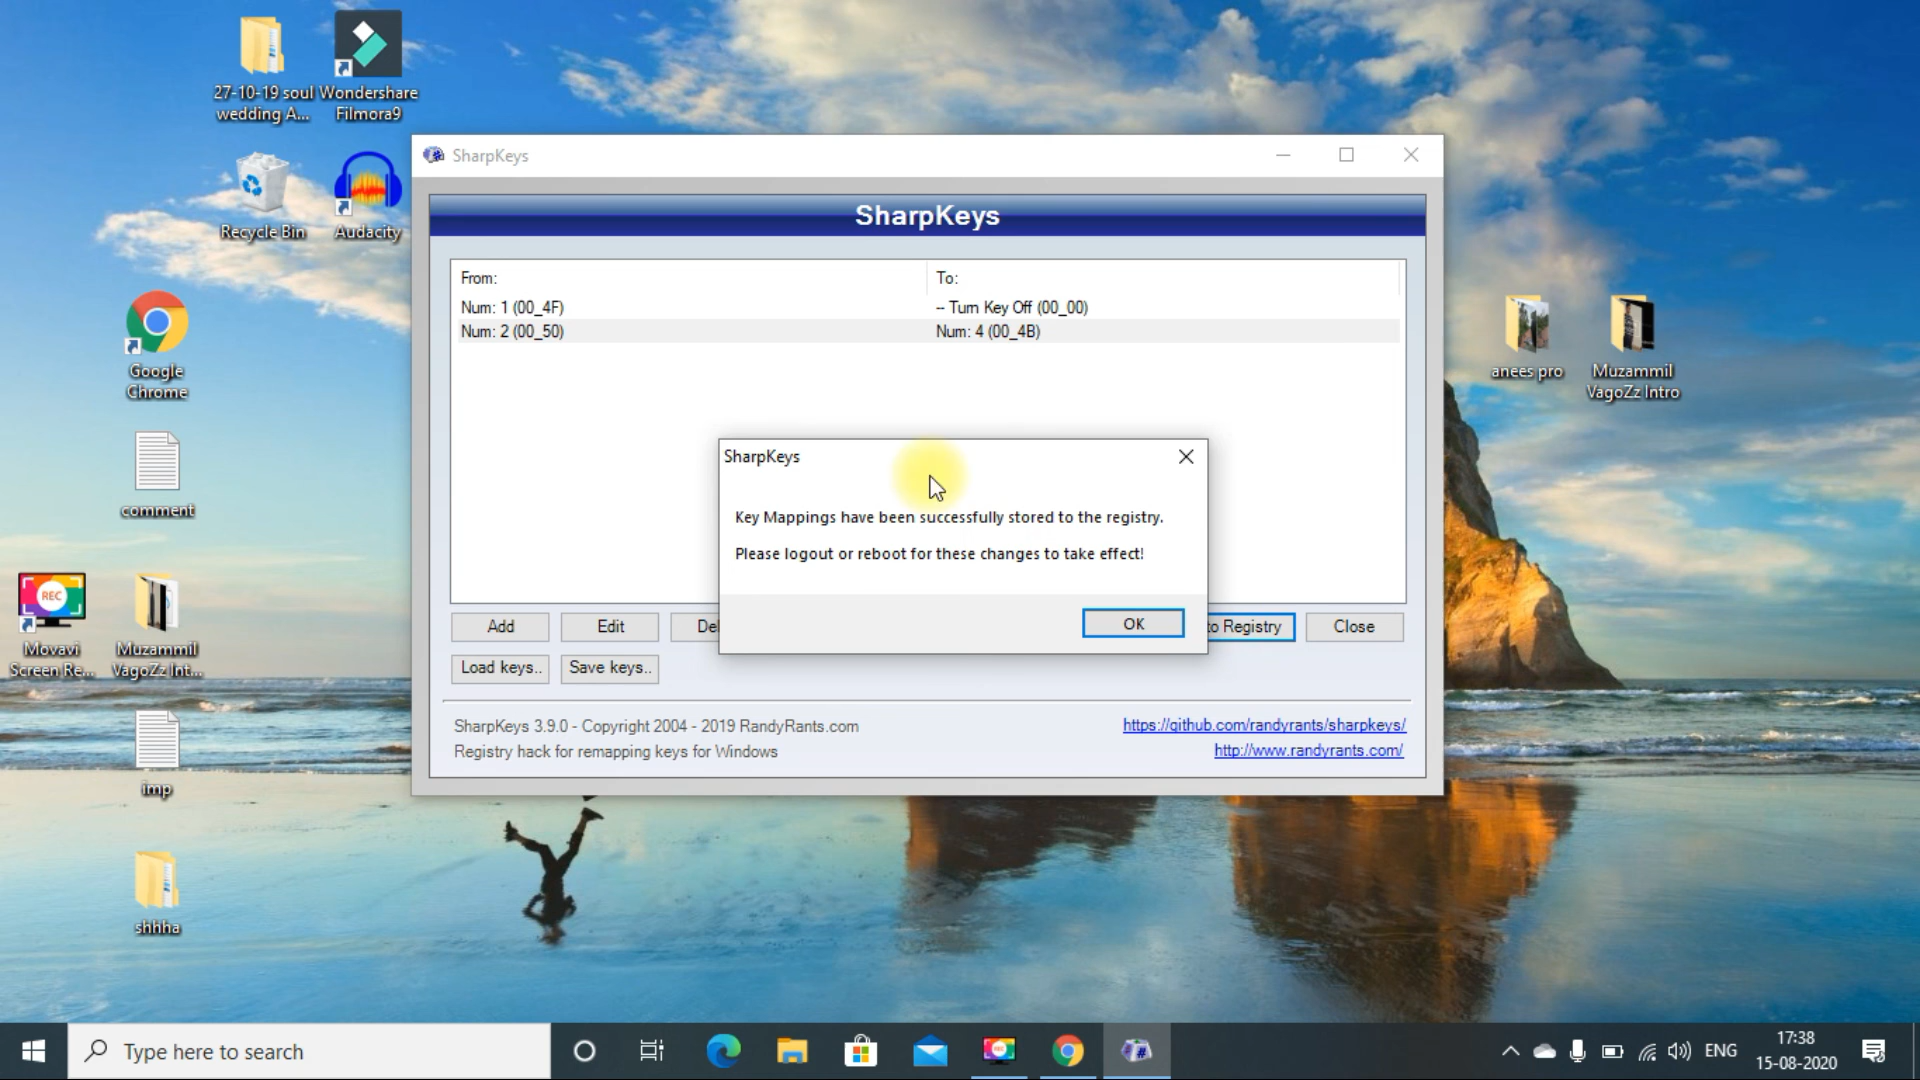 27-10-19 soul
wedding A...
Wondershare
Filmora9
Recycle Bin
Audacity
Google
Chrome
comment
REC
Movavi
Screen Re...
Muzammil
VagoZz Int...
imp
shhha
anees pro
Muzammil
VagoZz Intro
SharpKeys
SharpKeys
From:
To:
Num: 1 (00_4F)
-- Turn Key Off (00_00)
Num: 2 (00_50)
Num: 4 (00_4B)
SharpKeys
Key Mappings have been successfully stored to the registry.
Please logout or reboot for these changes to take effect!
OK
Add
Edit
Del
to Registry
Close
Load keys..
Save keys..
SharpKeys 3.9.0 - Copyright 2004 - 2019 RandyRants.com
https://github.com/randyrants/sharpkeys/
Registry hack for remapping keys for Windows
http://www.randyrants.com/
Type here to search
REC
ENG
17:38
15-08-2020